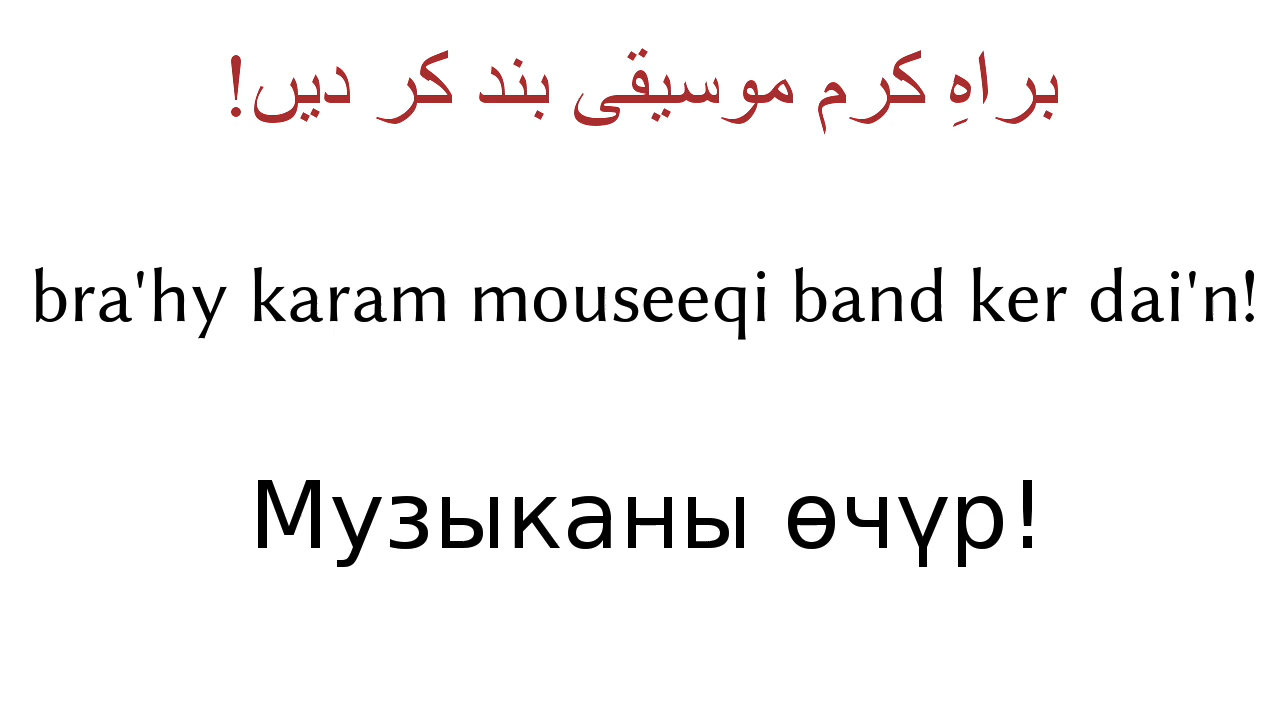 براہِ کرم موسیقی بند کر دیں!
bra'hy karam mouseeqi band ker dai'n!
Музыканы өчүр!